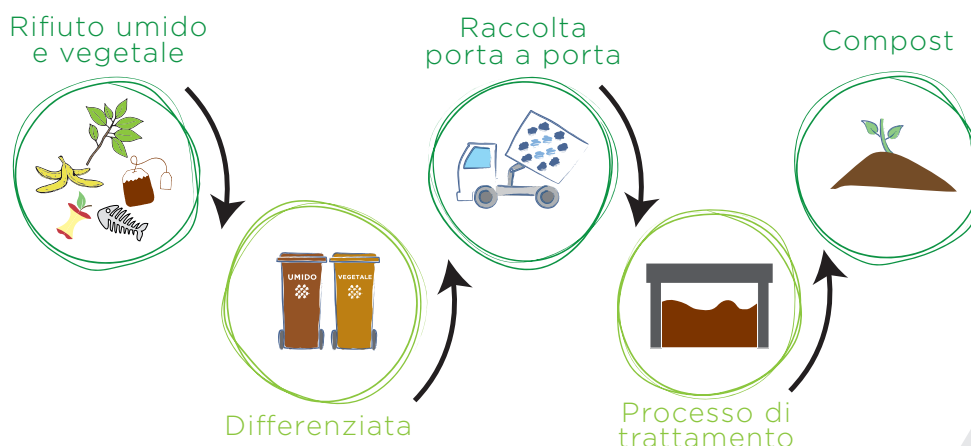 Rifiuto umido
e vegetale
Differenziata
UMIDO
VEGETALE
Raccolta
porta a porta
Processo di
trattamento
Compost